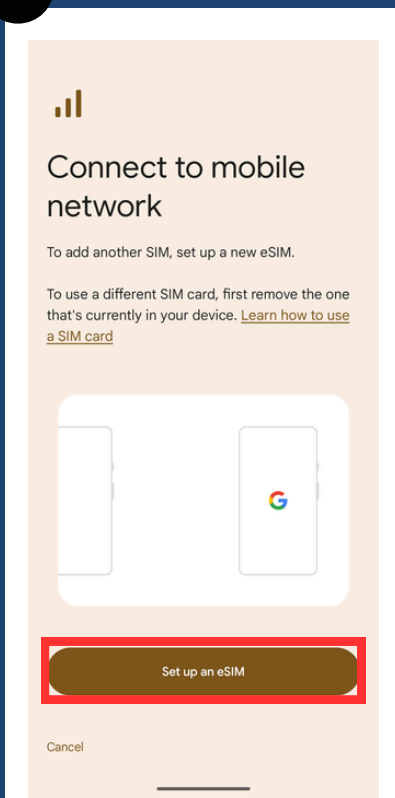 Connect to mobile
network
To add another SIM, set up a new eSIM.
To use a different SIM card, first remove the one
that's currently in your device. Learn how to use
a SIM card
G
Set up an eSIM
Cancel